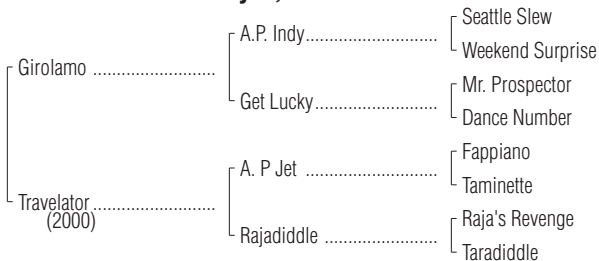 Seattle Slew
A.P. Indy..............................
Weekend Surprise
Girolamo ............................
Mr. Prospector
Get Lucky............................
Dance Number
Fappiano
A. P Jet ..............................
Taminette
Travelator............................
(2000)
Raja's Revenge
Rajadiddle ..........................
Taradiddle